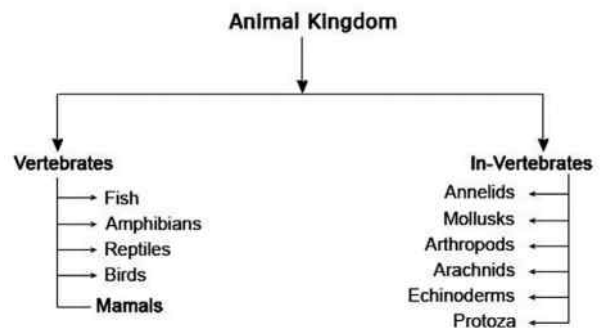 Animal Kingdom
Vertebrates
Fish
Amphibians
Reptiles
Birds
Mamals
In-Vertebrates
Annelids
Mollusks
Arthropods
Arachnids
Echinoderms
Protoza